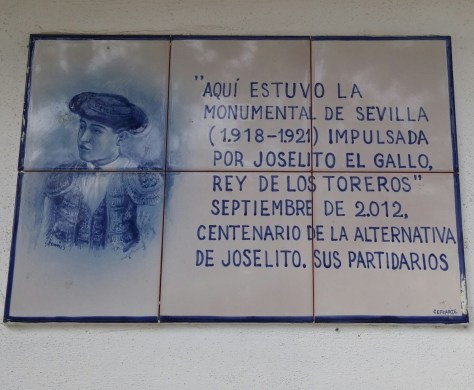 "AQUÍ ESTUVO LA
MONUMENTAL DE SEVILLA
(1.918-1921) IMPULSADA
POR JOSELITO EL GALLO,
REY DE LOS TOREROS"
SEPTIEMBRE DE 2.012,
CENTENARIO DE LA ALTERNATIVA
DE JOSELITO. SUS PARTIDARIOS